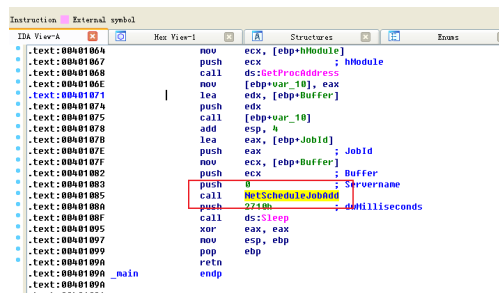 Instruction External symbol
IDA View-A Hex View-1 Structures Enums
.text:00401064 mov ecx, [ebp+hModule]
.text:00401067 push ecx ; hModule
.text:00401068 call ds:GetProcAddress
.text:0040106E mov [ebp+var_10], eax
.text:00401071 lea edx, [ebp+Buffer]
.text:00401074 push edx
.text:00401075 call [ebp+var_10]
.text:00401078 add esp, 4
.text:0040107B lea eax, [ebp+JobId]
.text:0040107E push eax ; JobId
.text:0040107F mov ecx, [ebp+Buffer]
.text:00401082 push ecx ; Buffer
.text:00401083 push 0 ; Servername
.text:00401085 call NetScheduleJobAdd
.text:0040108A push 2710h ; dwMilliseconds
.text:0040108F call ds:Sleep
.text:00401095 xor eax, eax
.text:00401097 mov esp, ebp
.text:00401099 pop ebp
.text:0040109A retn
.text:0040109A _main endp
.text:0040109A